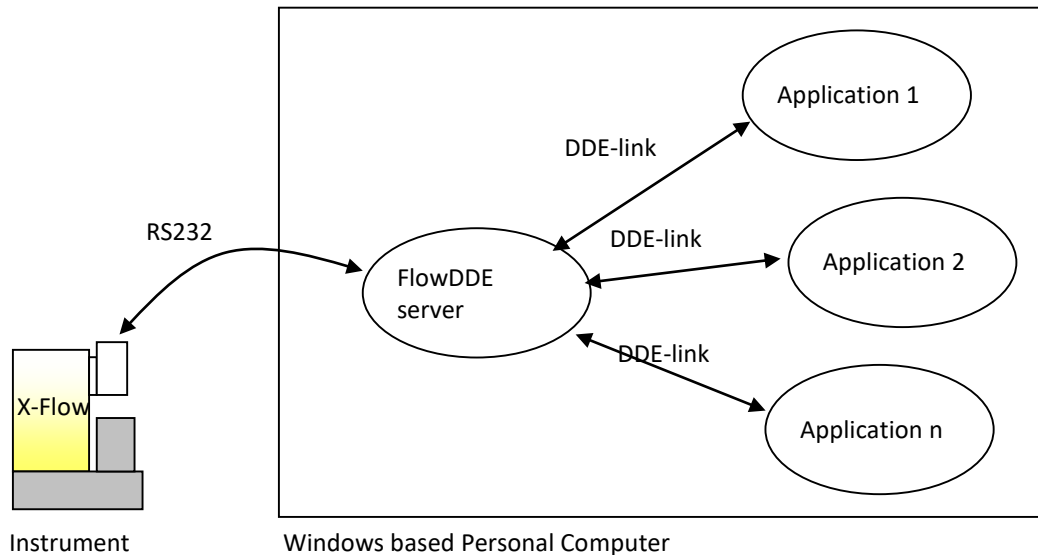 Application 1
DDE-link
RS232
DDE-link
Application 2
FlowDDE
server
DDE-link
X-Flow
Application n
Instrument
Windows based Personal Computer